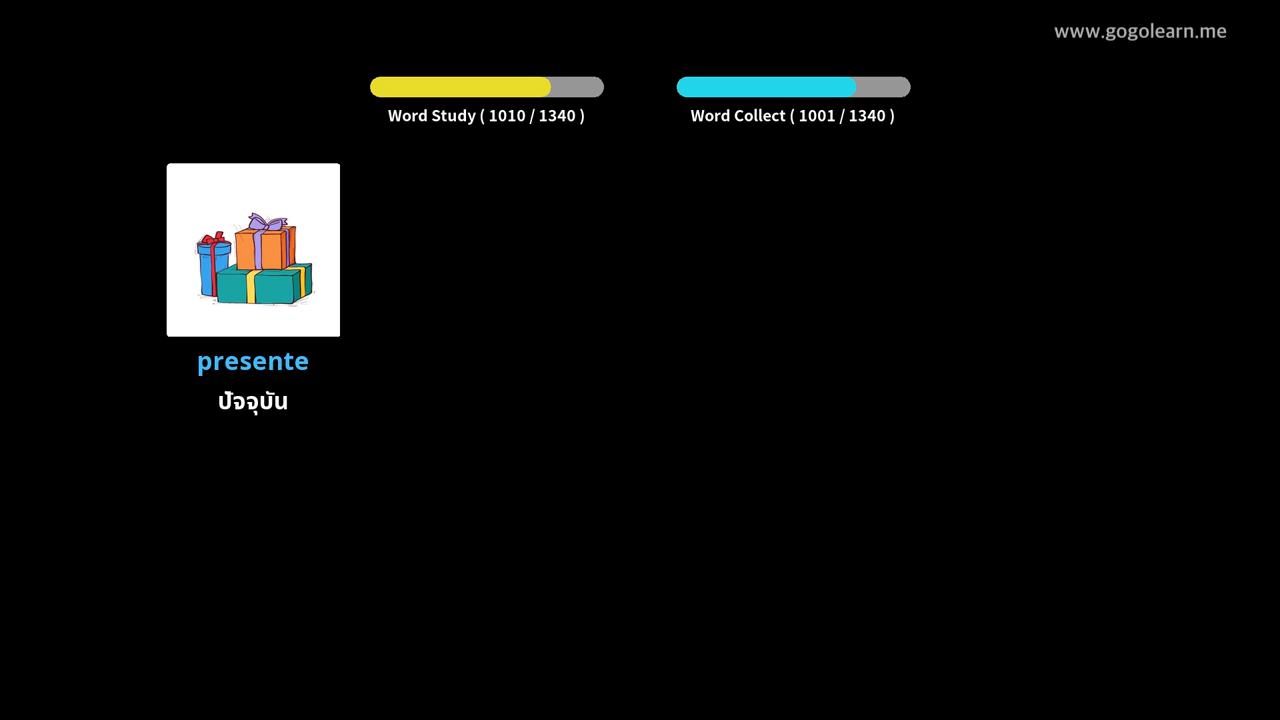 www.gogolearn.me
Word Study ( 1010 / 1340 )
Word Collect ( 1001 / 1340 )
presente
ปัจจุบัน